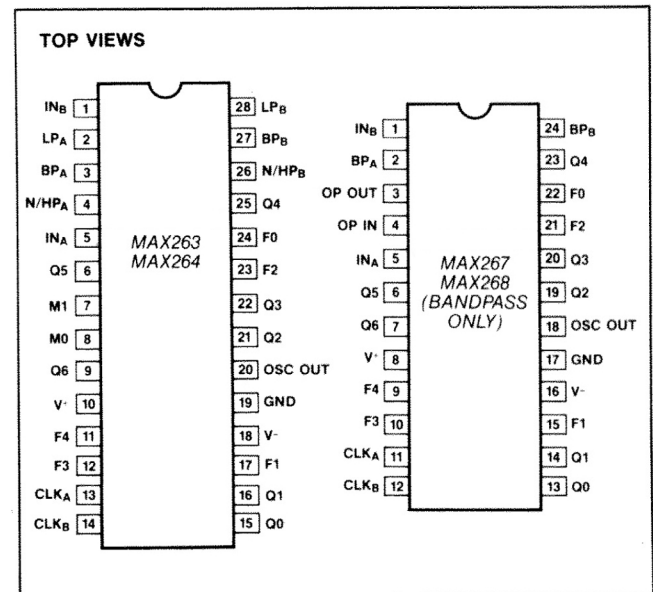 TOP VIEWS
IN_B 1
LP_A 2
BP_A 3
N/HP_A 4
IN_A 5
Q5 6
M1 7
M0 8
Q6 9
V+ 10
F4 11
F3 12
CLK_A 13
CLK_B 14
MAX263
MAX264
28 LP_B
27 BP_B
26 N/HP_B
25 Q4
24 F0
23 F2
22 Q3
21 Q2
20 OSC OUT
19 GND
18 V-
17 F1
16 Q1
15 Q0
IN_B 1
BP_A 2
OP OUT 3
OP IN 4
IN_A 5
Q5 6
Q6 7
V+ 8
F4 9
F3 10
CLK_A 11
CLK_B 12
MAX267
MAX268
(BANDPASS
ONLY)
24 BP_B
23 Q4
22 F0
21 F2
20 Q3
19 Q2
18 OSC OUT
17 GND
16 V-
15 F1
14 Q1
13 Q0